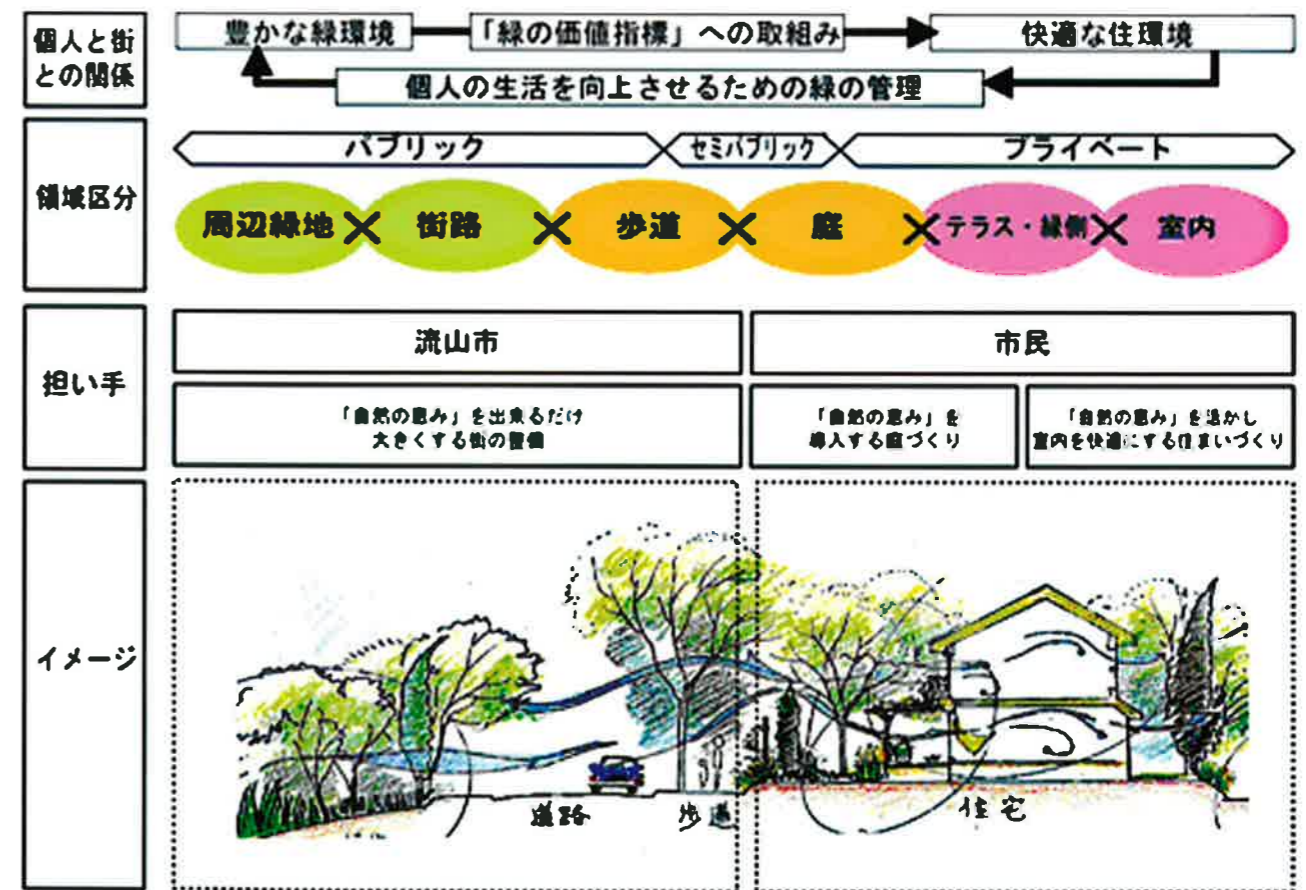 個人と街
との関係
豊かな緑環境
「緑の価値指標」への取組み
快適な住環境
個人の生活を向上させるための緑の管理
領域区分
パブリック
セミパブリック
プライベート
周辺緑地
街路
歩道
庭
テラス・縁側
室内
担い手
流山市
市民
「自然の恵み」を出来るだけ
大きくする街の整備
「自然の恵み」を
導入する庭づくり
「自然の恵み」を活かし
室内を快適にする住まいづくり
イメージ
道路
歩道
住宅